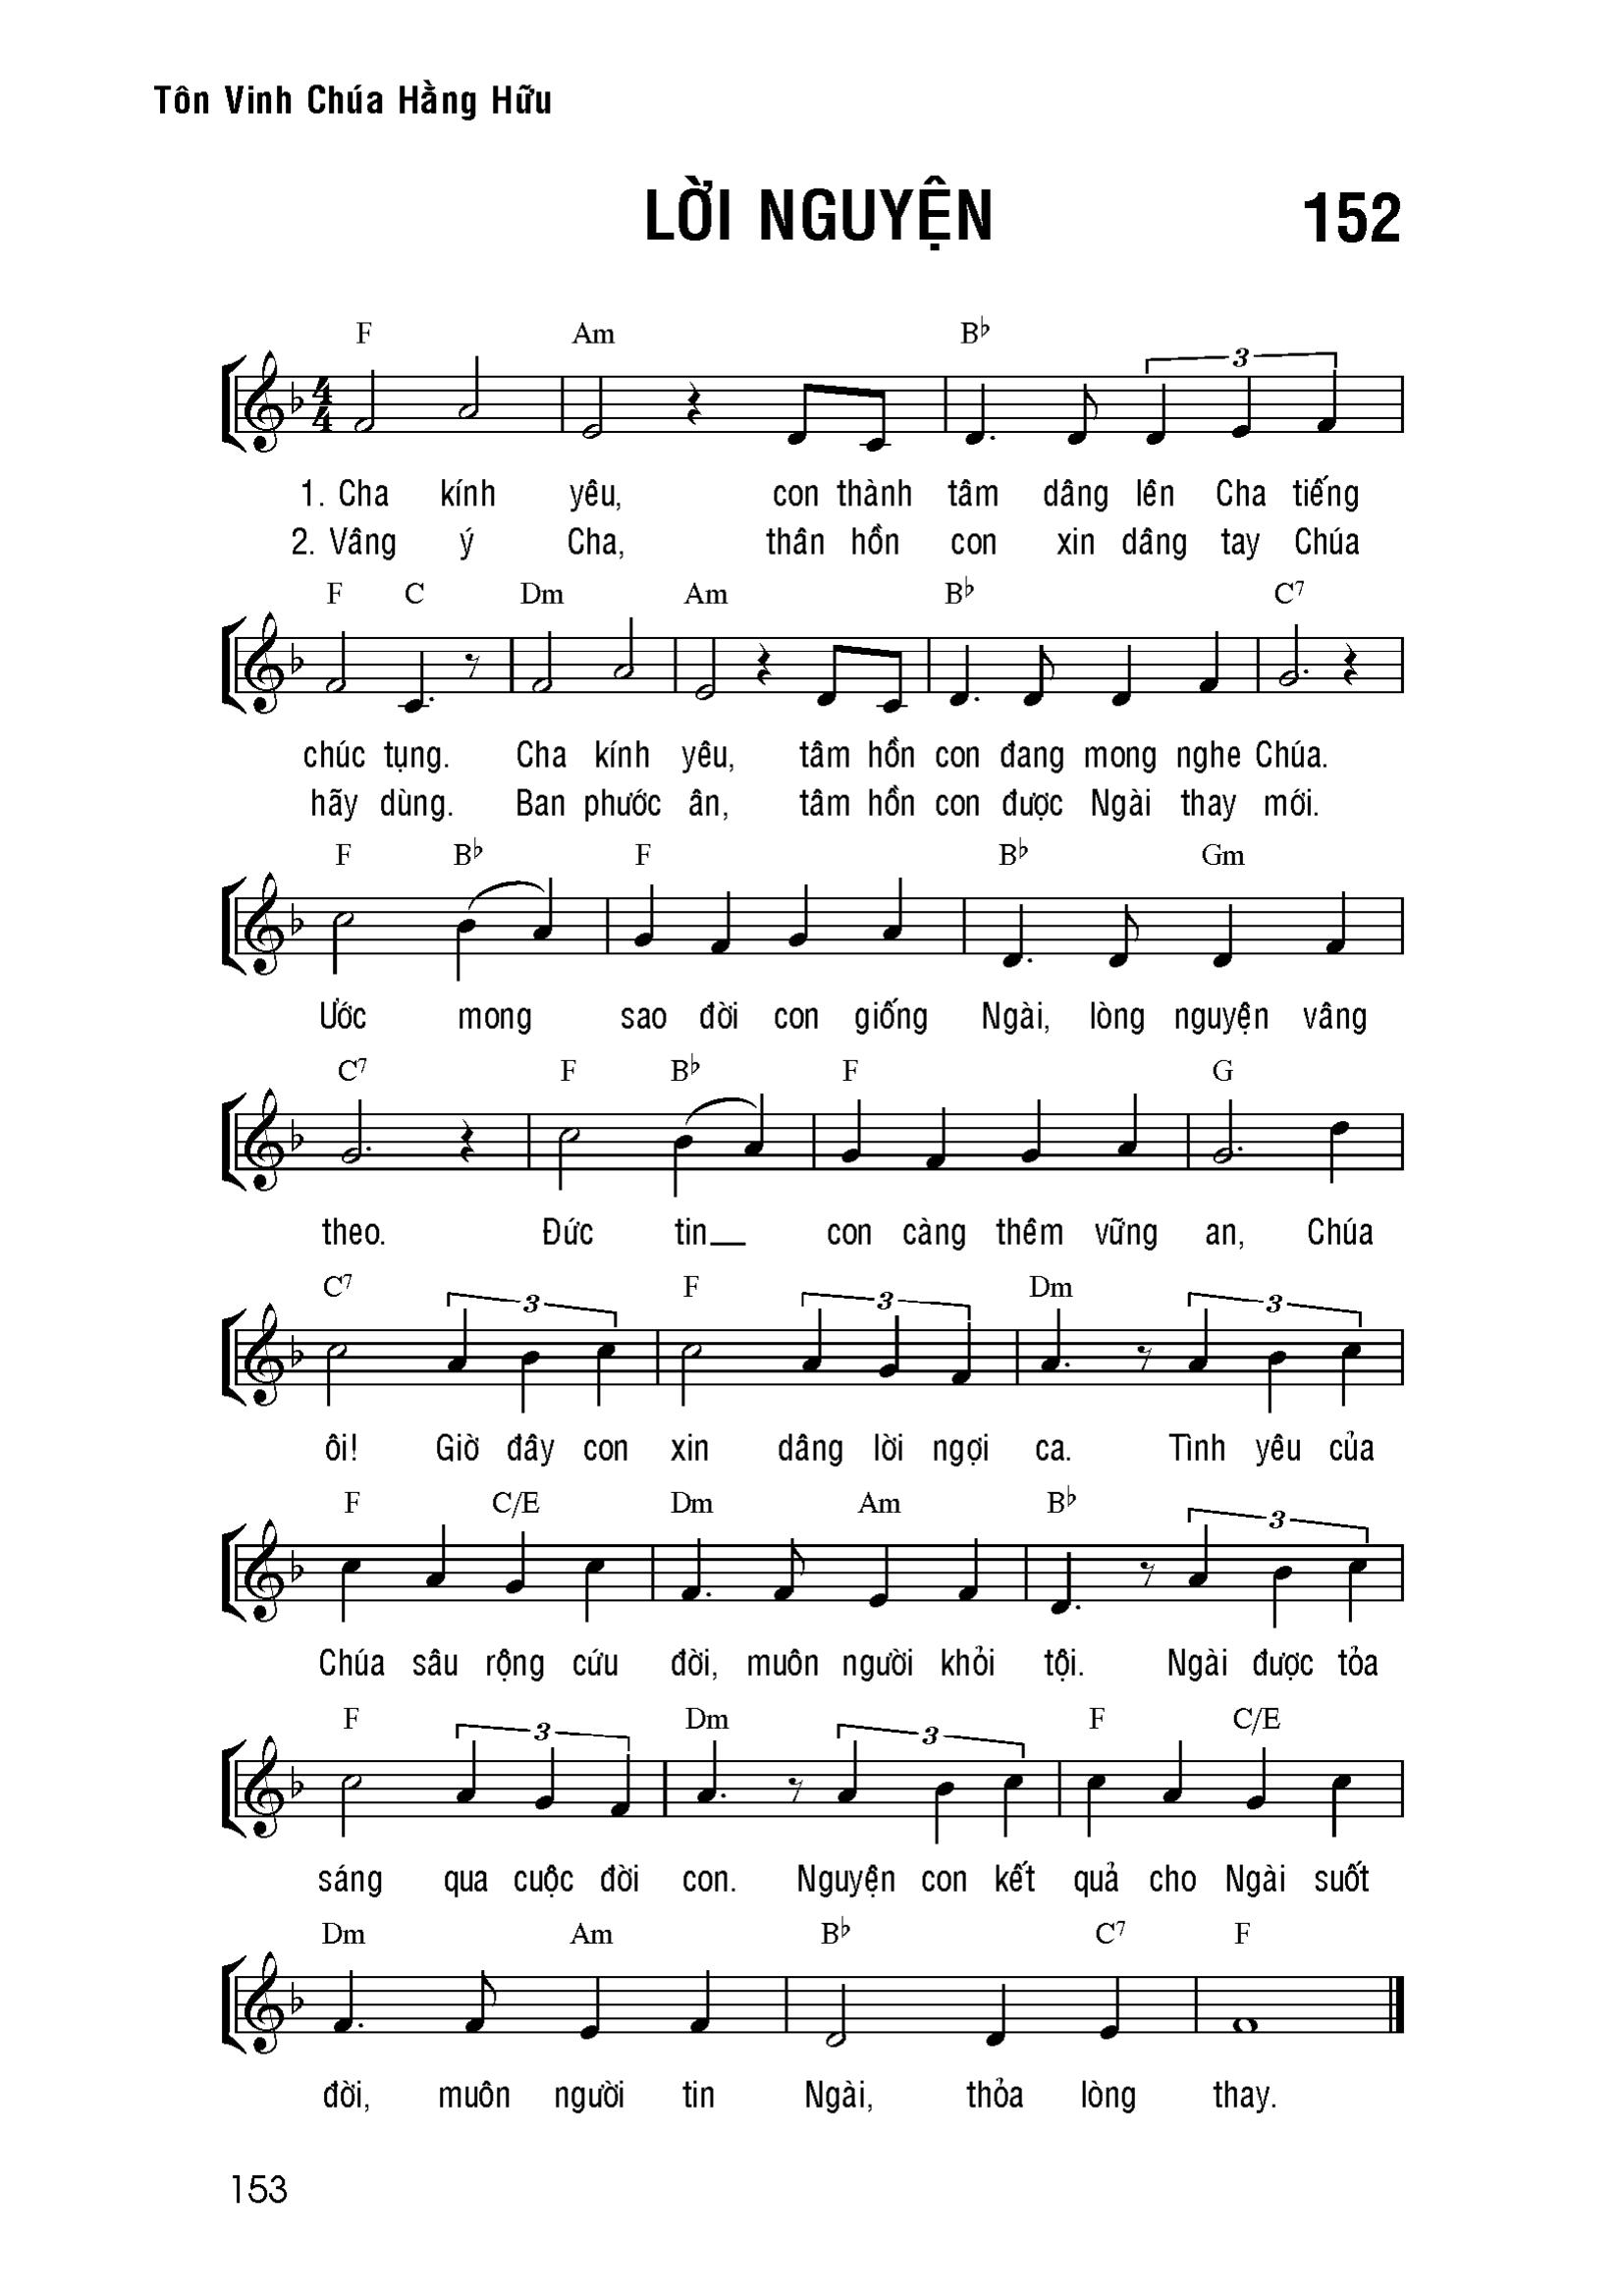 Tôn Vinh Chúa Hằng Hữu
LỜI NGUYỆN 152
F Am B♭
3
1. Cha kính yêu, con thành tâm dâng lên Cha tiếng
2. Vâng ý Cha, thân hồn con xin dâng tay Chúa
F C Dm Am B♭ C7
chúc tụng. Cha kính yêu, tâm hồn con đang mong nghe Chúa.
hãy dùng. Ban phước ân, tâm hồn con được Ngài thay mới.
F B♭ F B♭ Gm
Ước mong sao đời con giống Ngài, lòng nguyện vâng
C7 F B♭ F G
theo. Đức tin con càng thêm vững an, Chúa
C7 F Dm
3 3 3
ôi! Giờ đây con xin dâng lời ngợi ca. Tình yêu của
F C/E Dm Am B♭
3
Chúa sâu rộng cứu đời, muôn người khỏi tội. Ngài được tỏa
F Dm F C/E
3 3
sáng qua cuộc đời con. Nguyện con kết quả cho Ngài suốt
Dm Am B♭ C7 F
đời, muôn người tin Ngài, thỏa lòng thay.
153